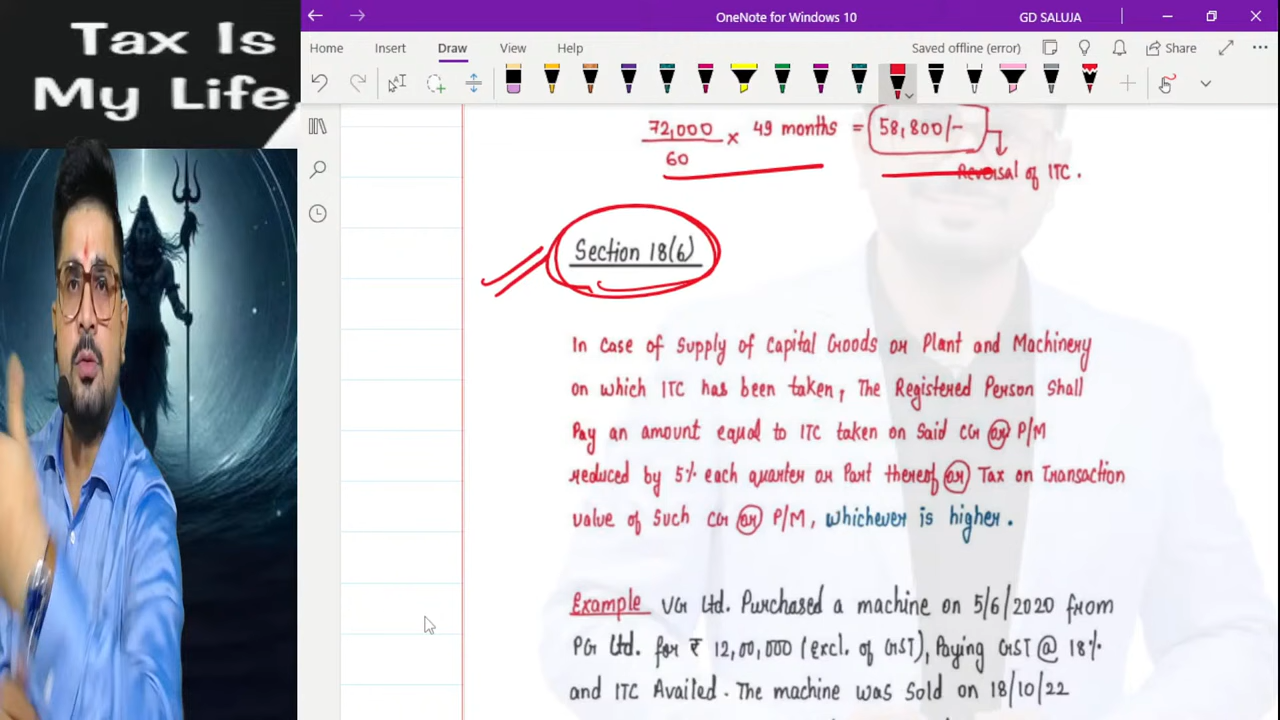 Tax Is
My Life
OneNote for Windows 10
GD SALUJA
Home Insert Draw View Help
Saved offline (error)
Share
72,000
60
x 49 months = 58,800/-
Reversal of ITC.
Section 18(6)
In Case of Supply of Capital Goods or Plant and Machinery
on which ITC has been taken, The Registered Person Shall
Pay an amount equal to ITC taken on Said CG or P/M
reduced by 5% each quarter or Part thereof or Tax on Transaction
value of Such CG or P/M, whichever is higher.
Example VG Ltd. Purchased a machine on 5/6/2020 from
PG Ltd. for ₹ 12,00,000 (excl. of GST), Paying GST @ 18%
and ITC Availed. The machine was Sold on 18/10/22